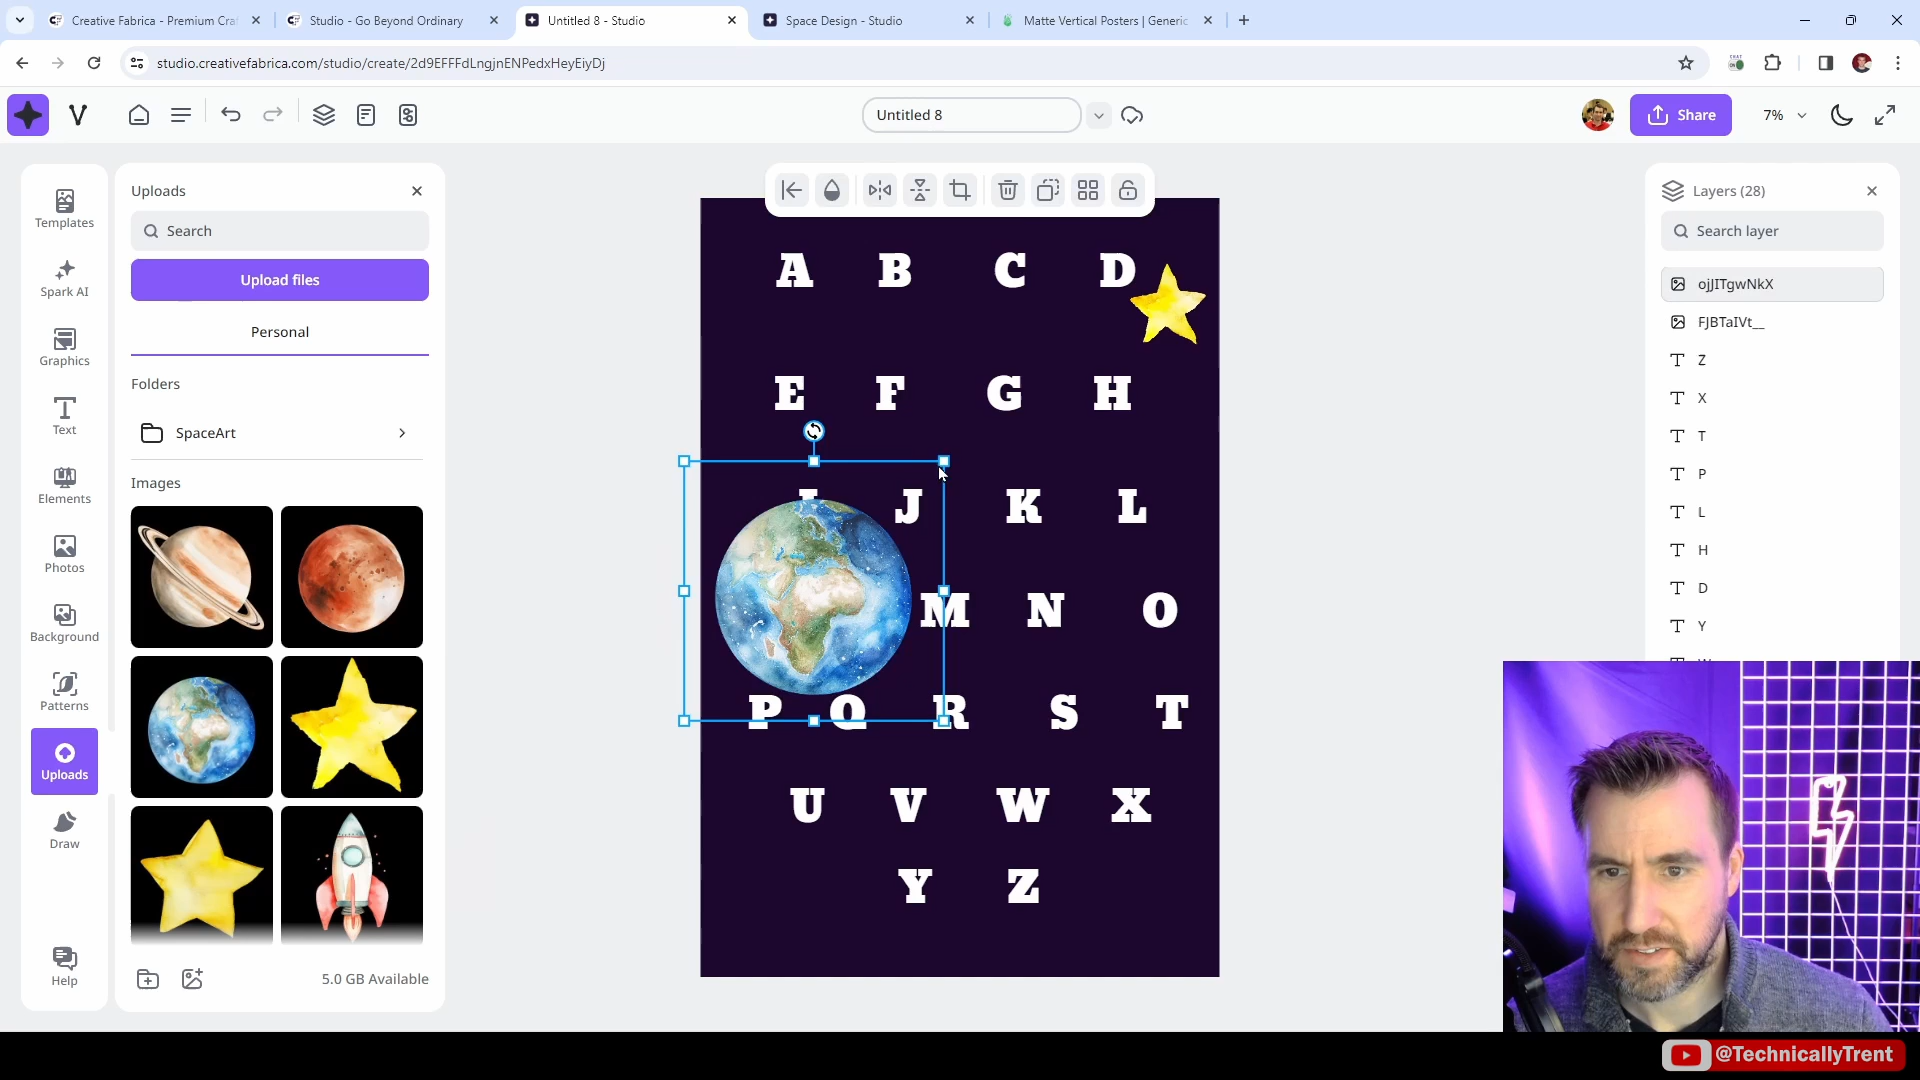 Creative Fabrica - Premium Cra
Studio - Go Beyond Ordinary
Untitled 8 - Studio
Space Design - Studio
Matte Vertical Posters | Generic
studio.creativefabrica.com/studio/create/2d9EFFFdLngjnENPedxHeyEiyDj
Untitled 8
Share
7%
Templates
Spark AI
Graphics
Text
Elements
Photos
Background
Patterns
Uploads
Draw
Help
Uploads
Search
Upload files
Personal
Folders
SpaceArt
Images
5.0 GB Available
A B C D
E F G H
J K L
M N O
P Q R S T
U V W X
Y Z
Layers (28)
Search layer
ojJITgwNkX
FJBTaIVt__
Z
X
T
P
L
H
D
Y
@TechnicallyTrent